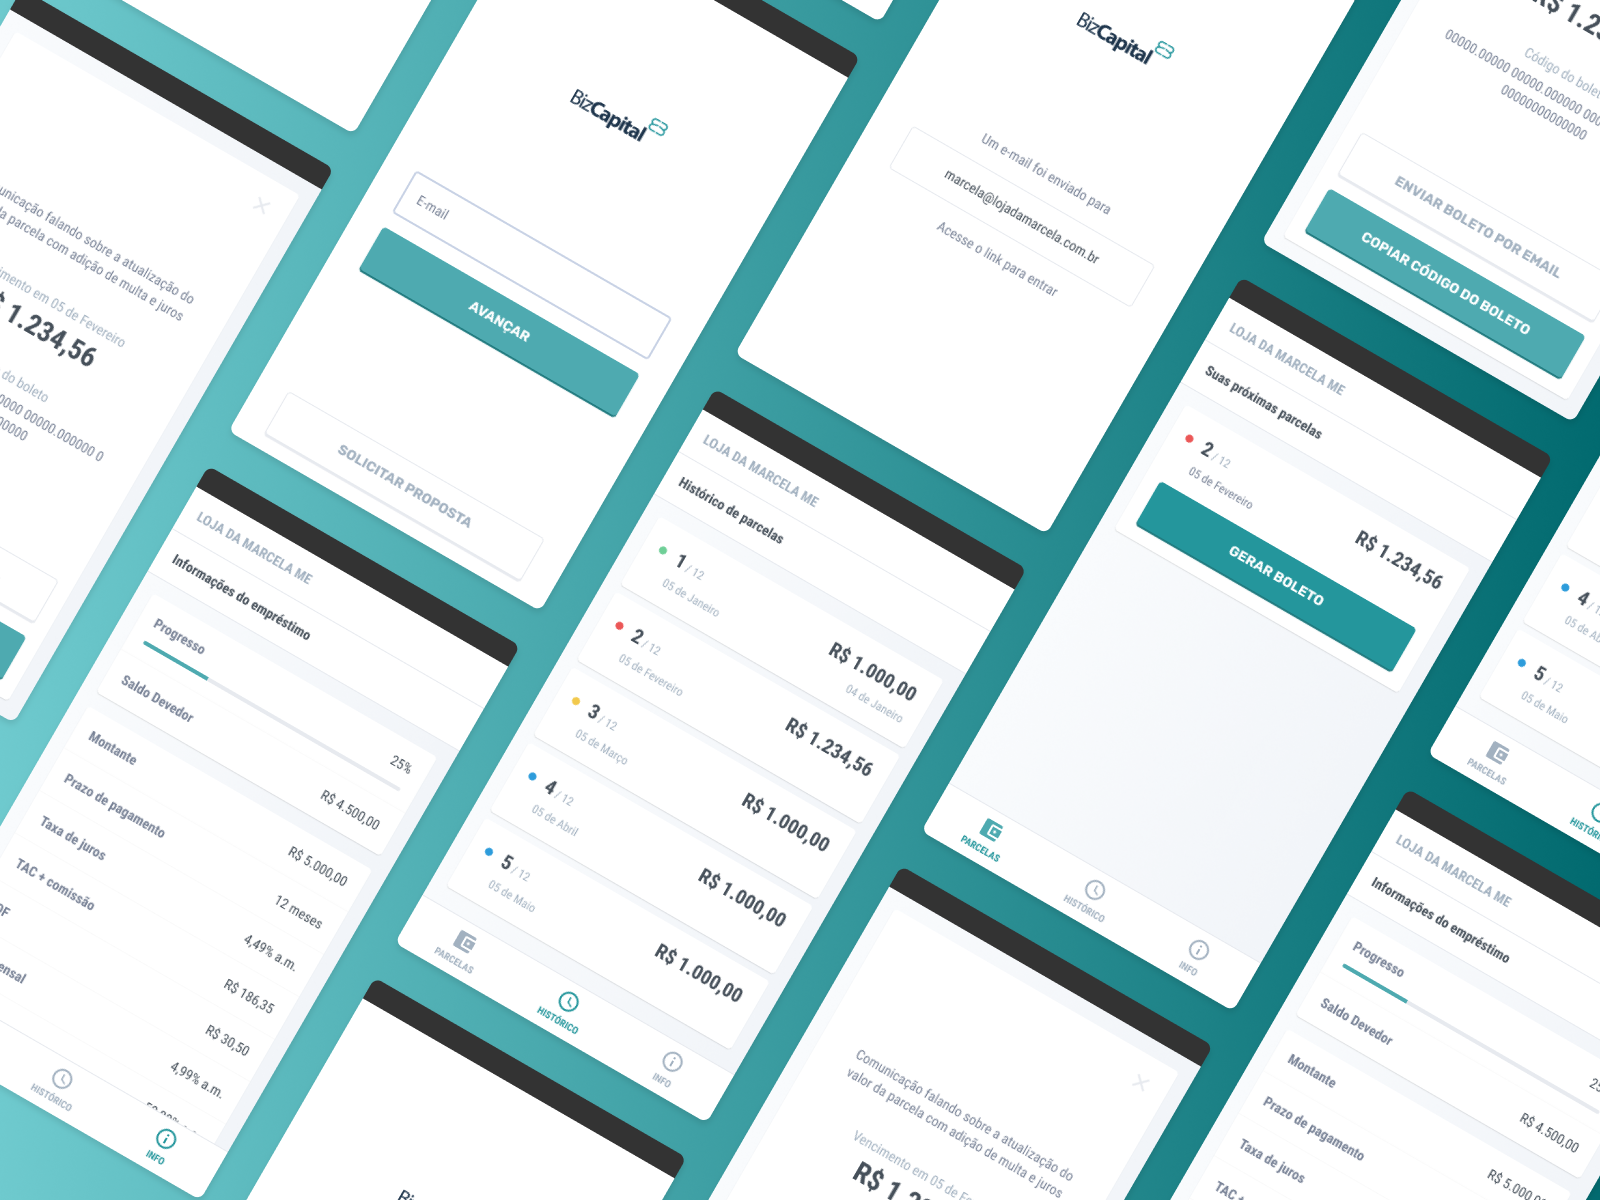 unicação falando sobre a atualização do
da parcela com adição de multa e juros
imento em 05 de Fevereiro
$ 1.234,56
do boleto
0000 00000.000000 0
00000
BizCapital
E-mail
AVANÇAR
SOLICITAR PROPOSTA
BizCapital
Um e-mail foi enviado para
marcela@lojadamarcela.com.br
Acesse o link para entrar
R$ 1.23
Código do boleto
00000.00000 00000.000000 000
0000000000000
ENVIAR BOLETO POR EMAIL
COPIAR CÓDIGO DO BOLETO
LOJA DA MARCELA ME
Informações do empréstimo
Progresso
25%
Saldo Devedor
R$ 4.500,00
Montante
R$ 5.000,00
Prazo de pagamento
12 meses
Taxa de juros
4,49% a.m.
TAC + comissão
R$ 186,35
OF
R$ 30,50
ensal
4,99% a.m.
HISTÓRICO
INFO
LOJA DA MARCELA ME
Histórico de parcelas
1 / 12
05 de Janeiro
R$ 1.000,00
04 de Janeiro
2 / 12
05 de Fevereiro
R$ 1.234,56
3 / 12
05 de Março
R$ 1.000,00
4 / 12
05 de Abril
R$ 1.000,00
5 / 12
05 de Maio
R$ 1.000,00
PARCELAS
HISTÓRICO
INFO
LOJA DA MARCELA ME
Suas próximas parcelas
2 / 12
05 de Fevereiro
R$ 1.234,56
GERAR BOLETO
PARCELAS
HISTÓRICO
INFO
4 / 1
05 de Ab
5 / 12
05 de Maio
PARCELAS
HISTÓR
Biz
Comunicação falando sobre a atualização do
valor da parcela com adição de multa e juros
Vencimento em 05 de Fe
R$ 1.2
LOJA DA MARCELA ME
Informações do empréstimo
Progresso
25
Saldo Devedor
R$ 4.500,00
Montante
R$ 5.000,0
Prazo de pagamento
Taxa de juros
TAC +